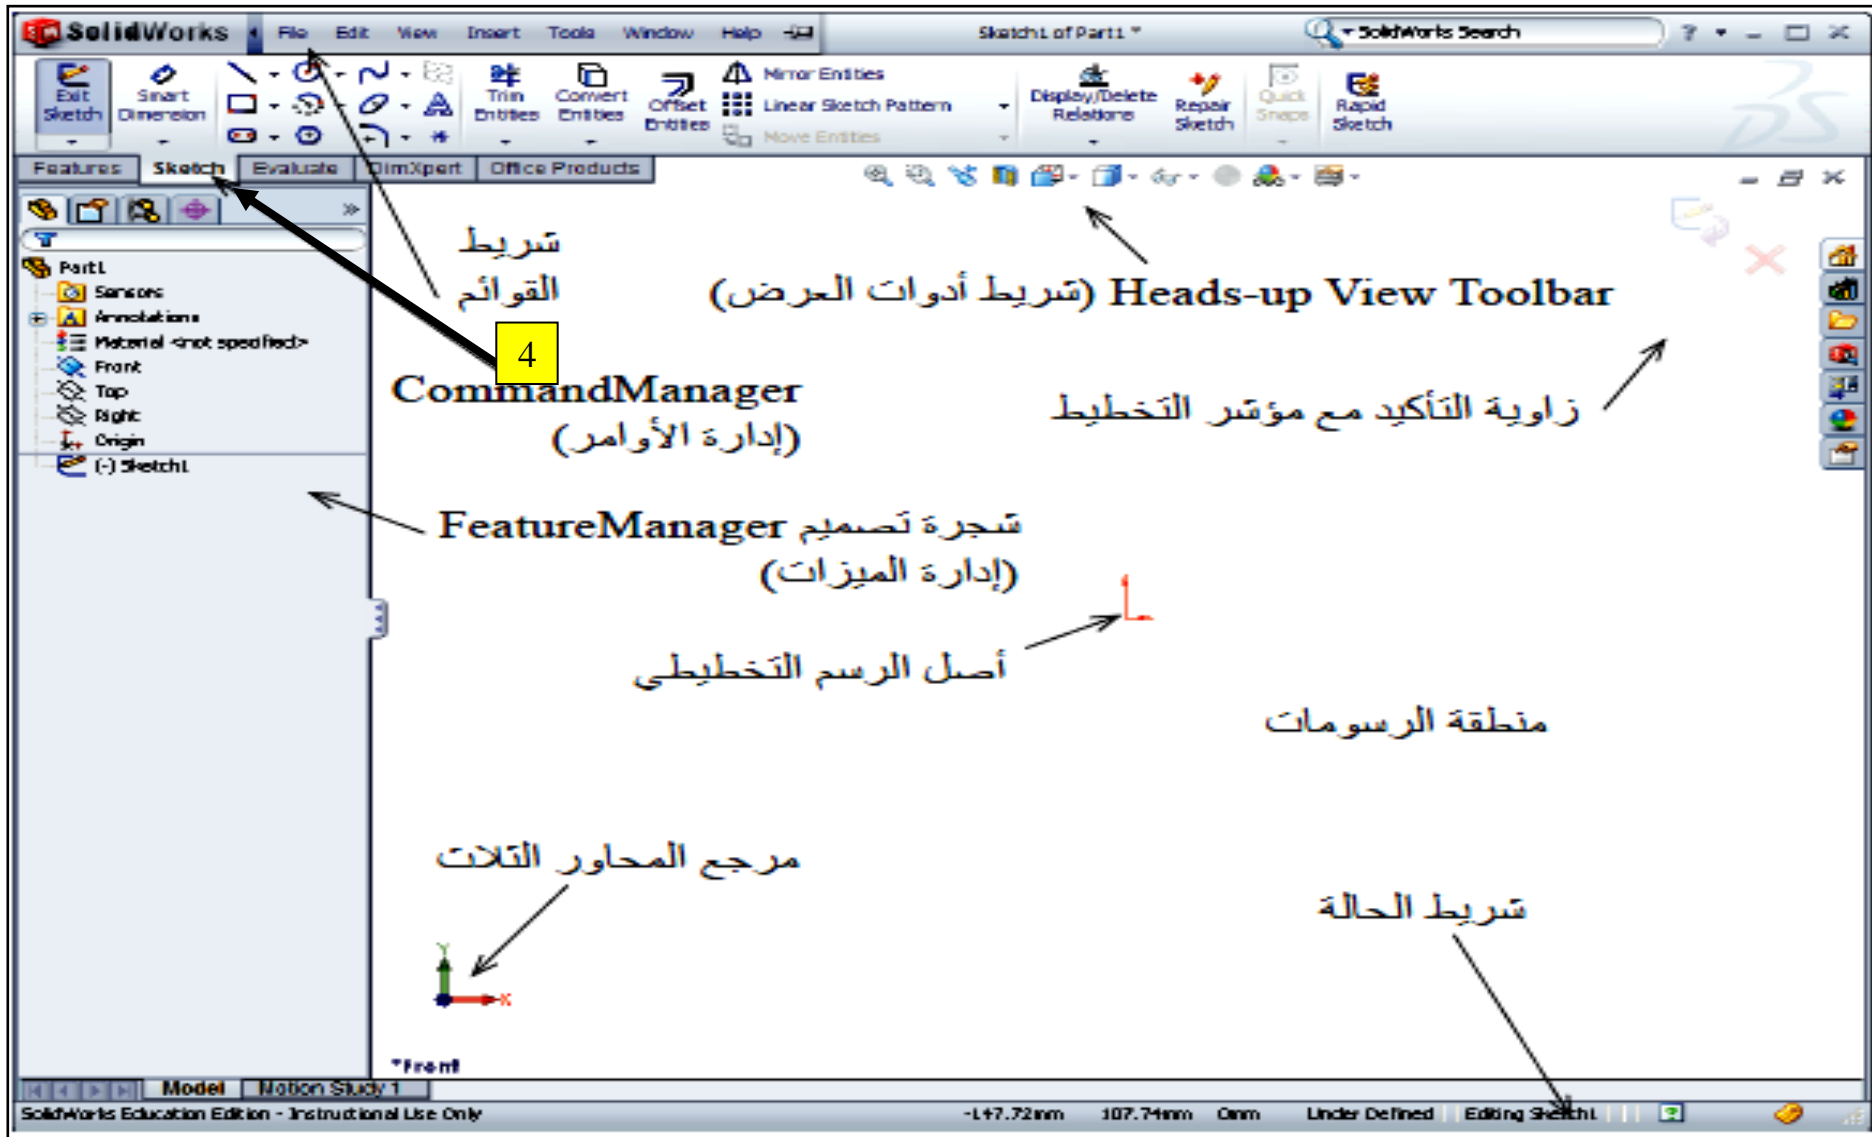 SolidWorks File Edit View Insert Tools Window Help Sketch1 of Part1 * SolidWorks Search ?
Exit Sketch
Smart Dimension
Trim Entities
Convert Entities
Offset Entities
Mirror Entities
Linear Sketch Pattern
Move Entities
Display/Delete Relations
Repair Sketch
Quick Snaps
Rapid Sketch
Features Sketch Evaluate DimXpert Office Products
Part1
Sensors
Annotations
Material <not specified>
Front
Top
Right
Origin
(-) Sketch1
شريط
القوائم
Heads-up View Toolbar (شريط أدوات العرض)
4
CommandManager
(إدارة الأوامر)
زاوية التأكيد مع مؤشر التخطيط
شجرة تصميم FeatureManager
(إدارة الميزات)
أصل الرسم التخطيطي
منطقة الرسومات
مرجع المحاور الثلاث
شريط الحالة
Y
X
*Front
Model Motion Study 1
SolidWorks Education Edition - Instructional Use Only -147.72mm 107.74mm 0mm Under Defined Editing Sketch1